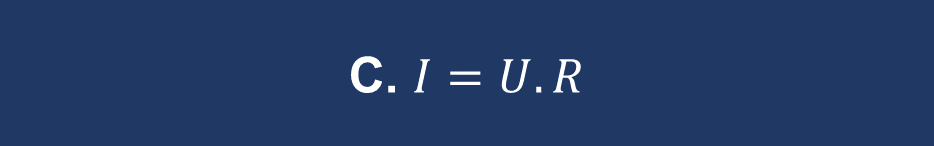 C. I = U.R